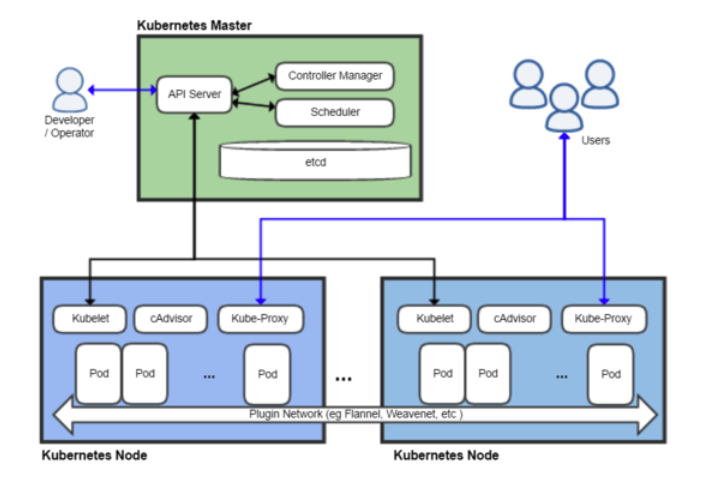 Kubernetes Master
API Server
Controller Manager
Scheduler
etcd
Developer
/ Operator
Users
Kubelet
cAdvisor
Kube-Proxy
Pod
Pod
...
Pod
Kubernetes Node
...
Kubelet
cAdvisor
Kube-Proxy
Pod
Pod
...
Pod
Plugin Network (eg Flannel, Weavenet, etc )
Kubernetes Node